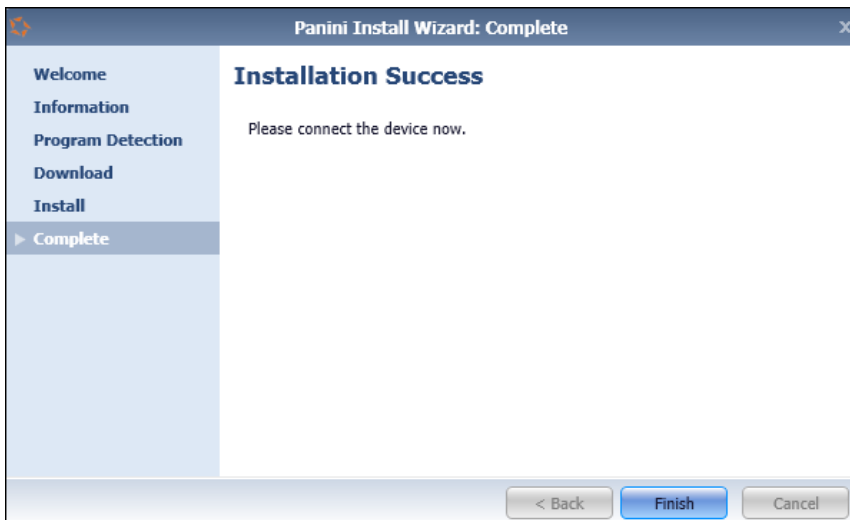 Panini Install Wizard: Complete
Welcome
Information
Program Detection
Download
Install
Complete
Installation Success
Please connect the device now.
< Back
Finish
Cancel